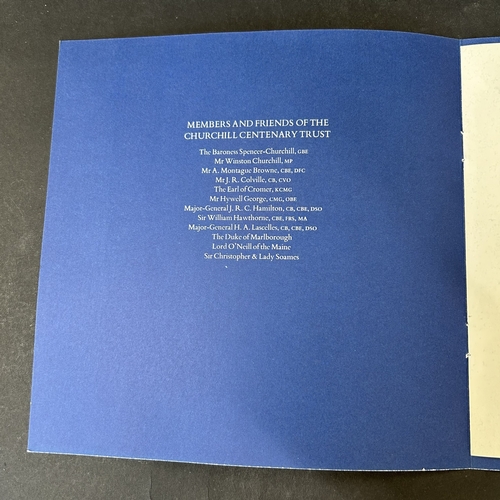 MEMBERS AND FRIENDS OF THE
CHURCHILL CENTENARY TRUST
The Baroness Spencer-Churchill, GBE
Mr Winston Churchill, MP
Mr A. Montague Browne, CBE, DFC
Mr J. R. Colville, CB, CVO
The Earl of Cromer, KCMG
Mr Hywell George, CMG, OBE
Major-General J. R. C. Hamilton, CB, CBE, DSO
Sir William Hawthorne, CBE, FRS, MA
Major-General H. A. Lascelles, CB, CBE, DSO
The Duke of Marlborough
Lord O'Neill of the Maine
Sir Christopher & Lady Soames